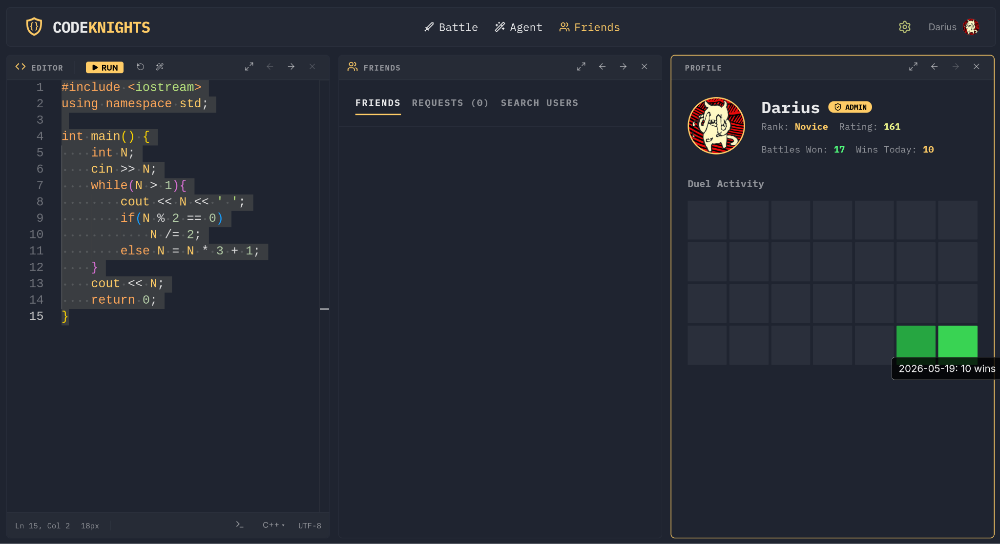 CODEKNIGHTS
Battle
Agent
Friends
Darius
EDITOR
RUN
1 #include <iostream>
2 using namespace std;
3
4 int main() {
5     int N;
6     cin >> N;
7     while(N > 1){
8         cout << N << ' ';
9         if(N % 2 == 0)
10             N /= 2;
11         else N = N * 3 + 1;
12     }
13     cout << N;
14     return 0;
15 }
Ln 15, Col 2 18px
C++
UTF-8
FRIENDS
FRIENDS REQUESTS (0) SEARCH USERS
PROFILE
Darius ADMIN
Rank: Novice Rating: 161
Battles Won: 17 Wins Today: 10
Duel Activity
2026-05-19: 10 wins